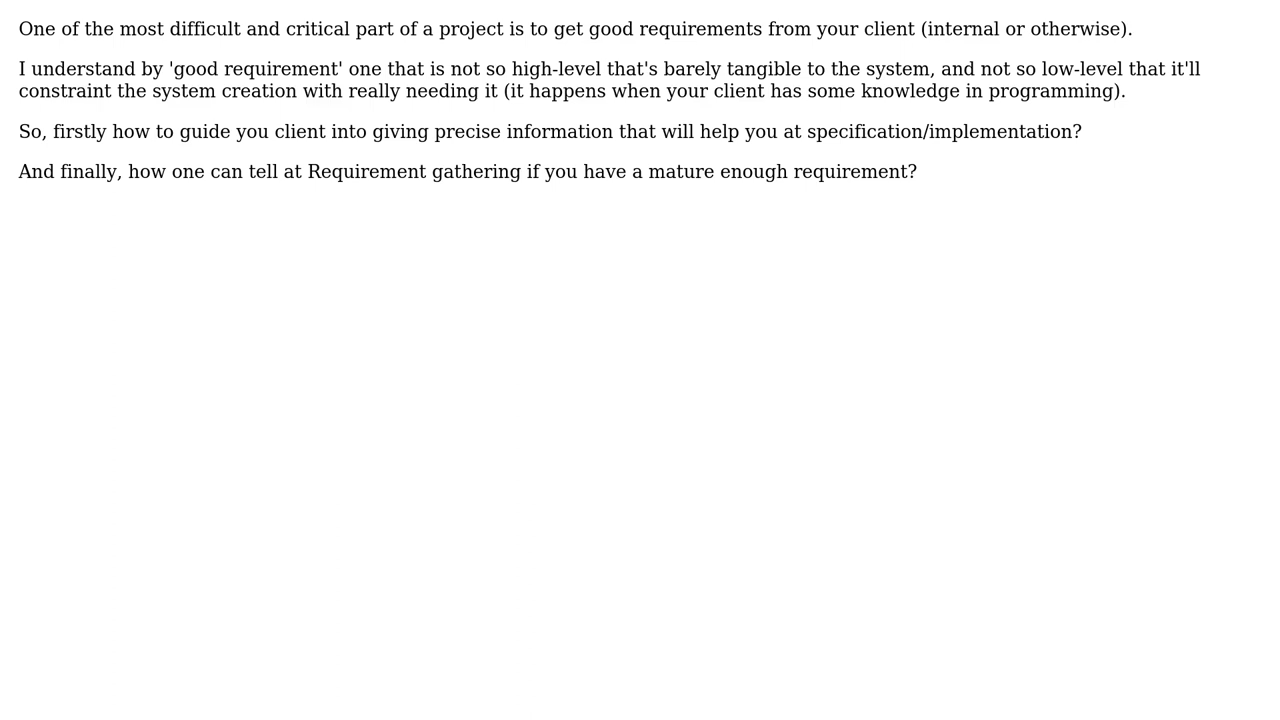 One of the most difficult and critical part of a project is to get good requirements from your client (internal or otherwise).
I understand by 'good requirement' one that is not so high-level that's barely tangible to the system, and not so low-level that it'll
constraint the system creation with really needing it (it happens when your client has some knowledge in programming).
So, firstly how to guide you client into giving precise information that will help you at specification/implementation?
And finally, how one can tell at Requirement gathering if you have a mature enough requirement?